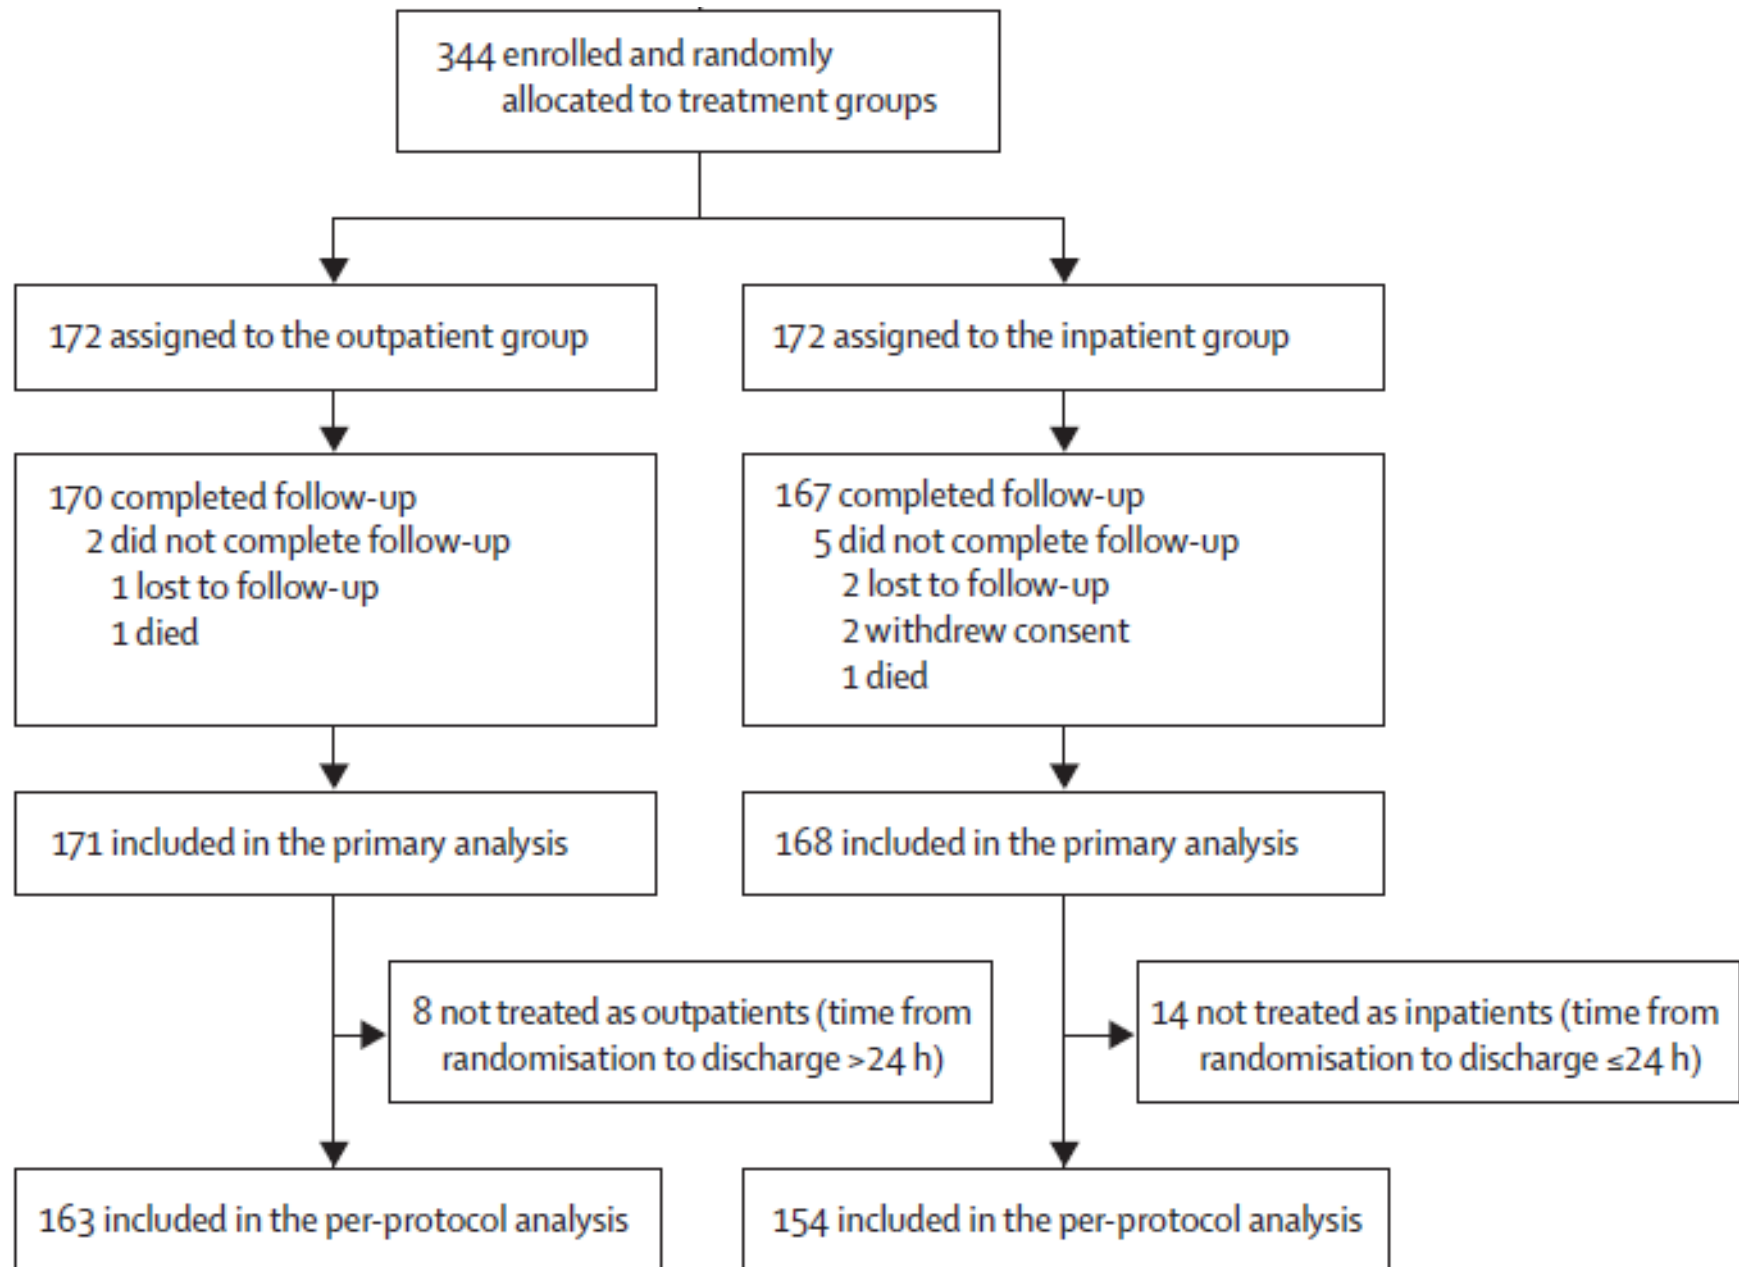 344 enrolled and randomly
allocated to treatment groups
172 assigned to the outpatient group
172 assigned to the inpatient group
170 completed follow-up
2 did not complete follow-up
1 lost to follow-up
1 died
167 completed follow-up
5 did not complete follow-up
2 lost to follow-up
2 withdrew consent
1 died
171 included in the primary analysis
168 included in the primary analysis
8 not treated as outpatients (time from
randomisation to discharge >24 h)
14 not treated as inpatients (time from
randomisation to discharge ≤24 h)
163 included in the per-protocol analysis
154 included in the per-protocol analysis